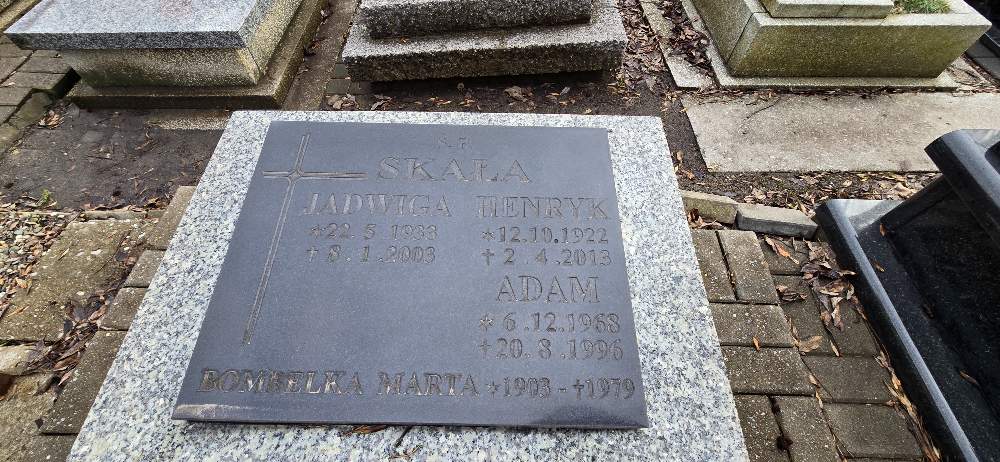 Ś.P.
SKAŁA
JADWIGA HENRYK
*22.5.1933 *12.10.1922
†8.1.2003 †2.4.2013
ADAM
*6.12.1968
†20.8.1996
BOMBELKA MARTA *1903-†1979